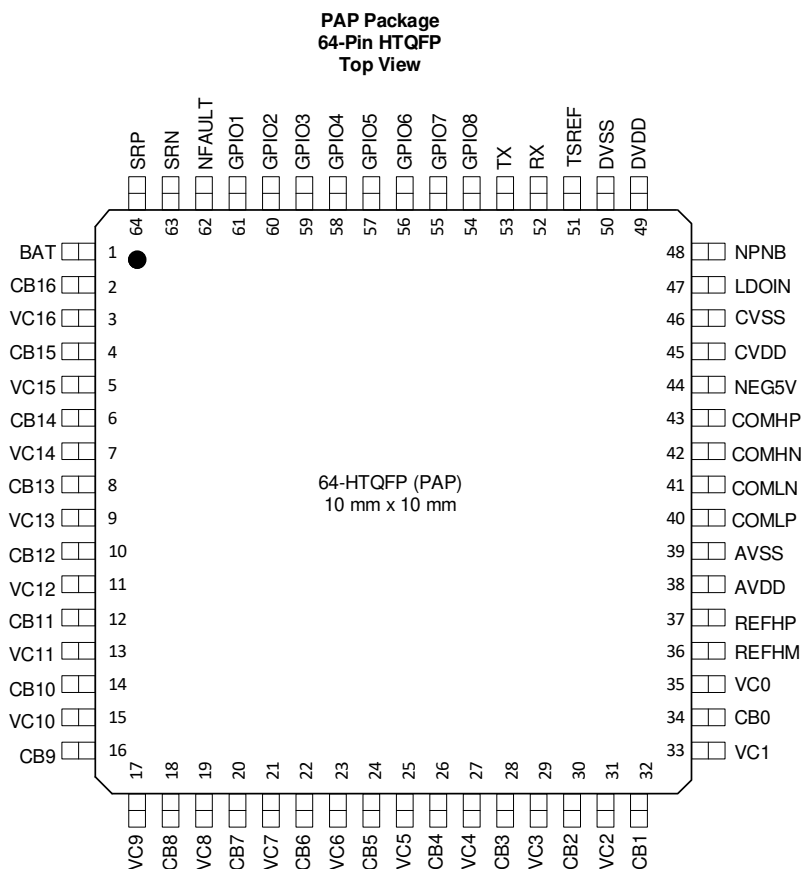 PAP Package
64-Pin HTQFP
Top View
SRP
SRN
NFAULT
GPIO1
GPIO2
GPIO3
GPIO4
GPIO5
GPIO6
GPIO7
GPIO8
TX
RX
TSREF
DVSS
DVDD
64
63
62
61
60
59
58
57
56
55
54
53
52
51
50
49
BAT 1
CB16 2
VC16 3
CB15 4
VC15 5
CB14 6
VC14 7
CB13 8
VC13 9
CB12 10
VC12 11
CB11 12
VC11 13
CB10 14
VC10 15
CB9 16
64-HTQFP (PAP)
10 mm x 10 mm
48 NPNB
47 LDOIN
46 CVSS
45 CVDD
44 NEG5V
43 COMHP
42 COMHN
41 COMLN
40 COMLP
39 AVSS
38 AVDD
37 REFHP
36 REFHM
35 VC0
34 CB0
33 VC1
17
18
19
20
21
22
23
24
25
26
27
28
29
30
31
32
VC9
CB8
VC8
CB7
VC7
CB6
VC6
CB5
VC5
CB4
VC4
CB3
VC3
CB2
VC2
CB1